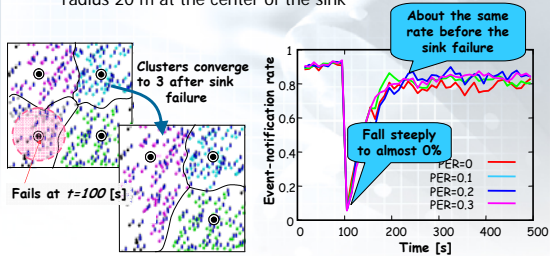 radius 20 m at the center of the sink
Clusters converge
to 3 after sink
failure
Fails at t=100 [s]
About the same
rate before the
sink failure
Fall steeply
to almost 0%
Event-notification rate
1
0.8
0.6
0.4
0.2
0
PER=0
PER=0.1
PER=0.2
PER=0.3
0 100 200 300 400 500
Time [s]